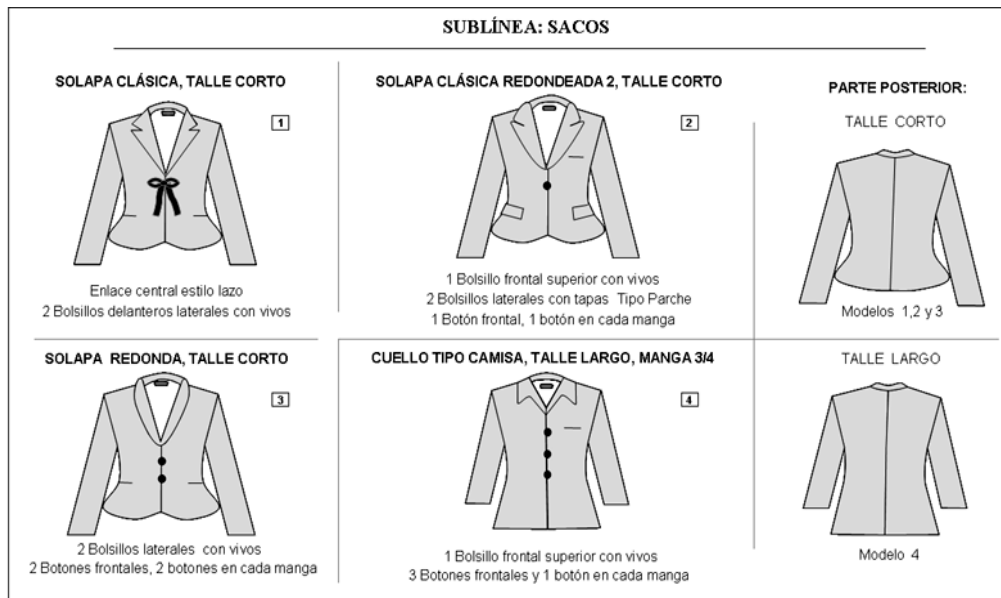 SUBLÍNEA: SACOS
SOLAPA CLÁSICA, TALLE CORTO
1
Enlace central estilo lazo
2 Bolsillos delanteros laterales con vivos
SOLAPA CLÁSICA REDONDEADA 2, TALLE CORTO
2
1 Bolsillo frontal superior con vivos
2 Bolsillos laterales con tapas Tipo Parche
1 Botón frontal, 1 botón en cada manga
PARTE POSTERIOR:
TALLE CORTO
Modelos 1,2 y 3
SOLAPA REDONDA, TALLE CORTO
3
2 Bolsillos laterales con vivos
2 Botones frontales, 2 botones en cada manga
CUELLO TIPO CAMISA, TALLE LARGO, MANGA 3/4
4
1 Bolsillo frontal superior con vivos
3 Botones frontales y 1 botón en cada manga
TALLE LARGO
Modelo 4